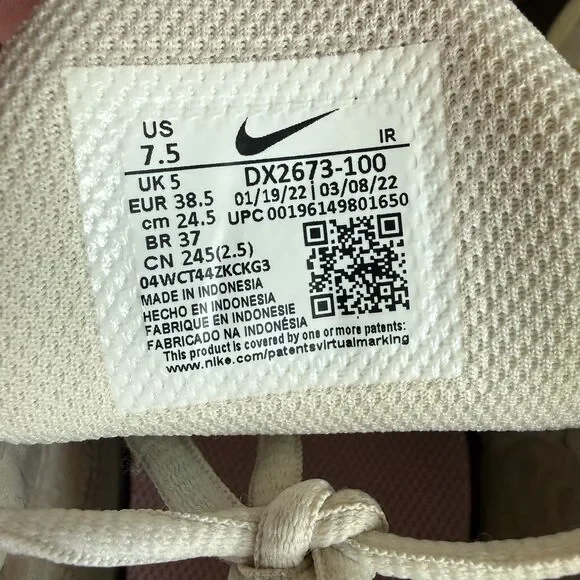 US
7.5
IR
UK 5
DX2673-100
EUR 38.5
01/19/22 | 03/08/22
cm 24.5
UPC 00196149801650
BR 37
CN 245(2.5)
04WCT44ZKCKG3
MADE IN INDONESIA
HECHO EN INDONESIA
FABRIQUE EN INDONESIE
FABRICADO NA INDONÉSIA
This product is covered by one or more patents:
www.nike.com/patentsvirtualmarking